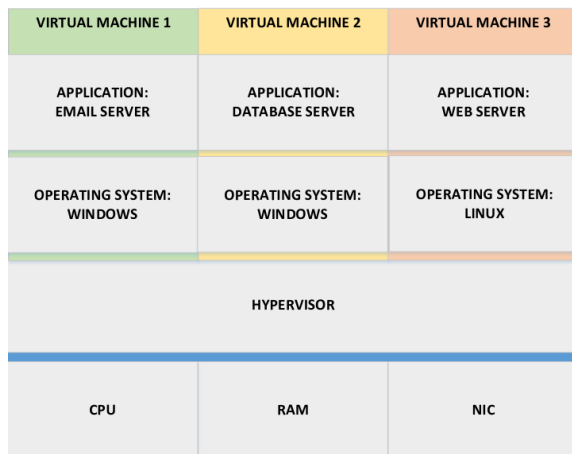 VIRTUAL MACHINE 1
VIRTUAL MACHINE 2
VIRTUAL MACHINE 3
APPLICATION:
EMAIL SERVER
APPLICATION:
DATABASE SERVER
APPLICATION:
WEB SERVER
OPERATING SYSTEM:
WINDOWS
OPERATING SYSTEM:
WINDOWS
OPERATING SYSTEM:
LINUX
HYPERVISOR
CPU
RAM
NIC